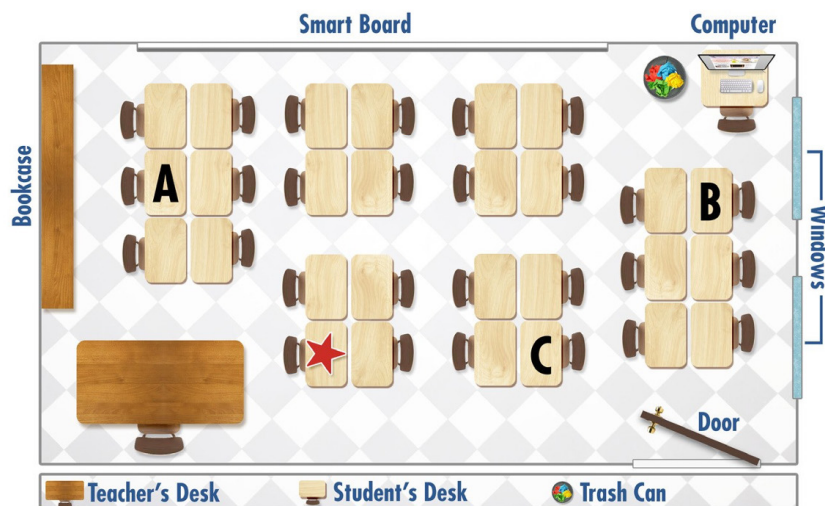 Smart Board
Computer
Bookcase
A
B
Windows
C
Door
Teacher's Desk
Student's Desk
Trash Can